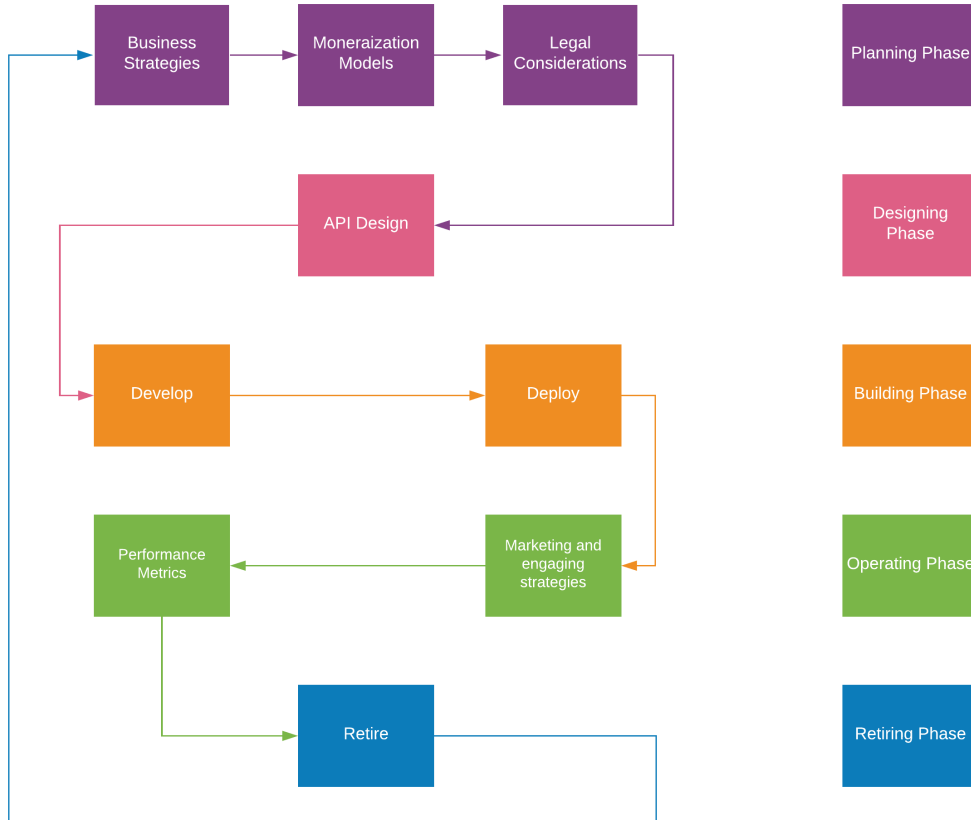 Business
Strategies
Moneraization
Models
Legal
Considerations
Planning Phase
API Design
Designing
Phase
Develop
Deploy
Building Phase
Performance
Metrics
Marketing and
engaging
strategies
Operating Phase
Retire
Retiring Phase